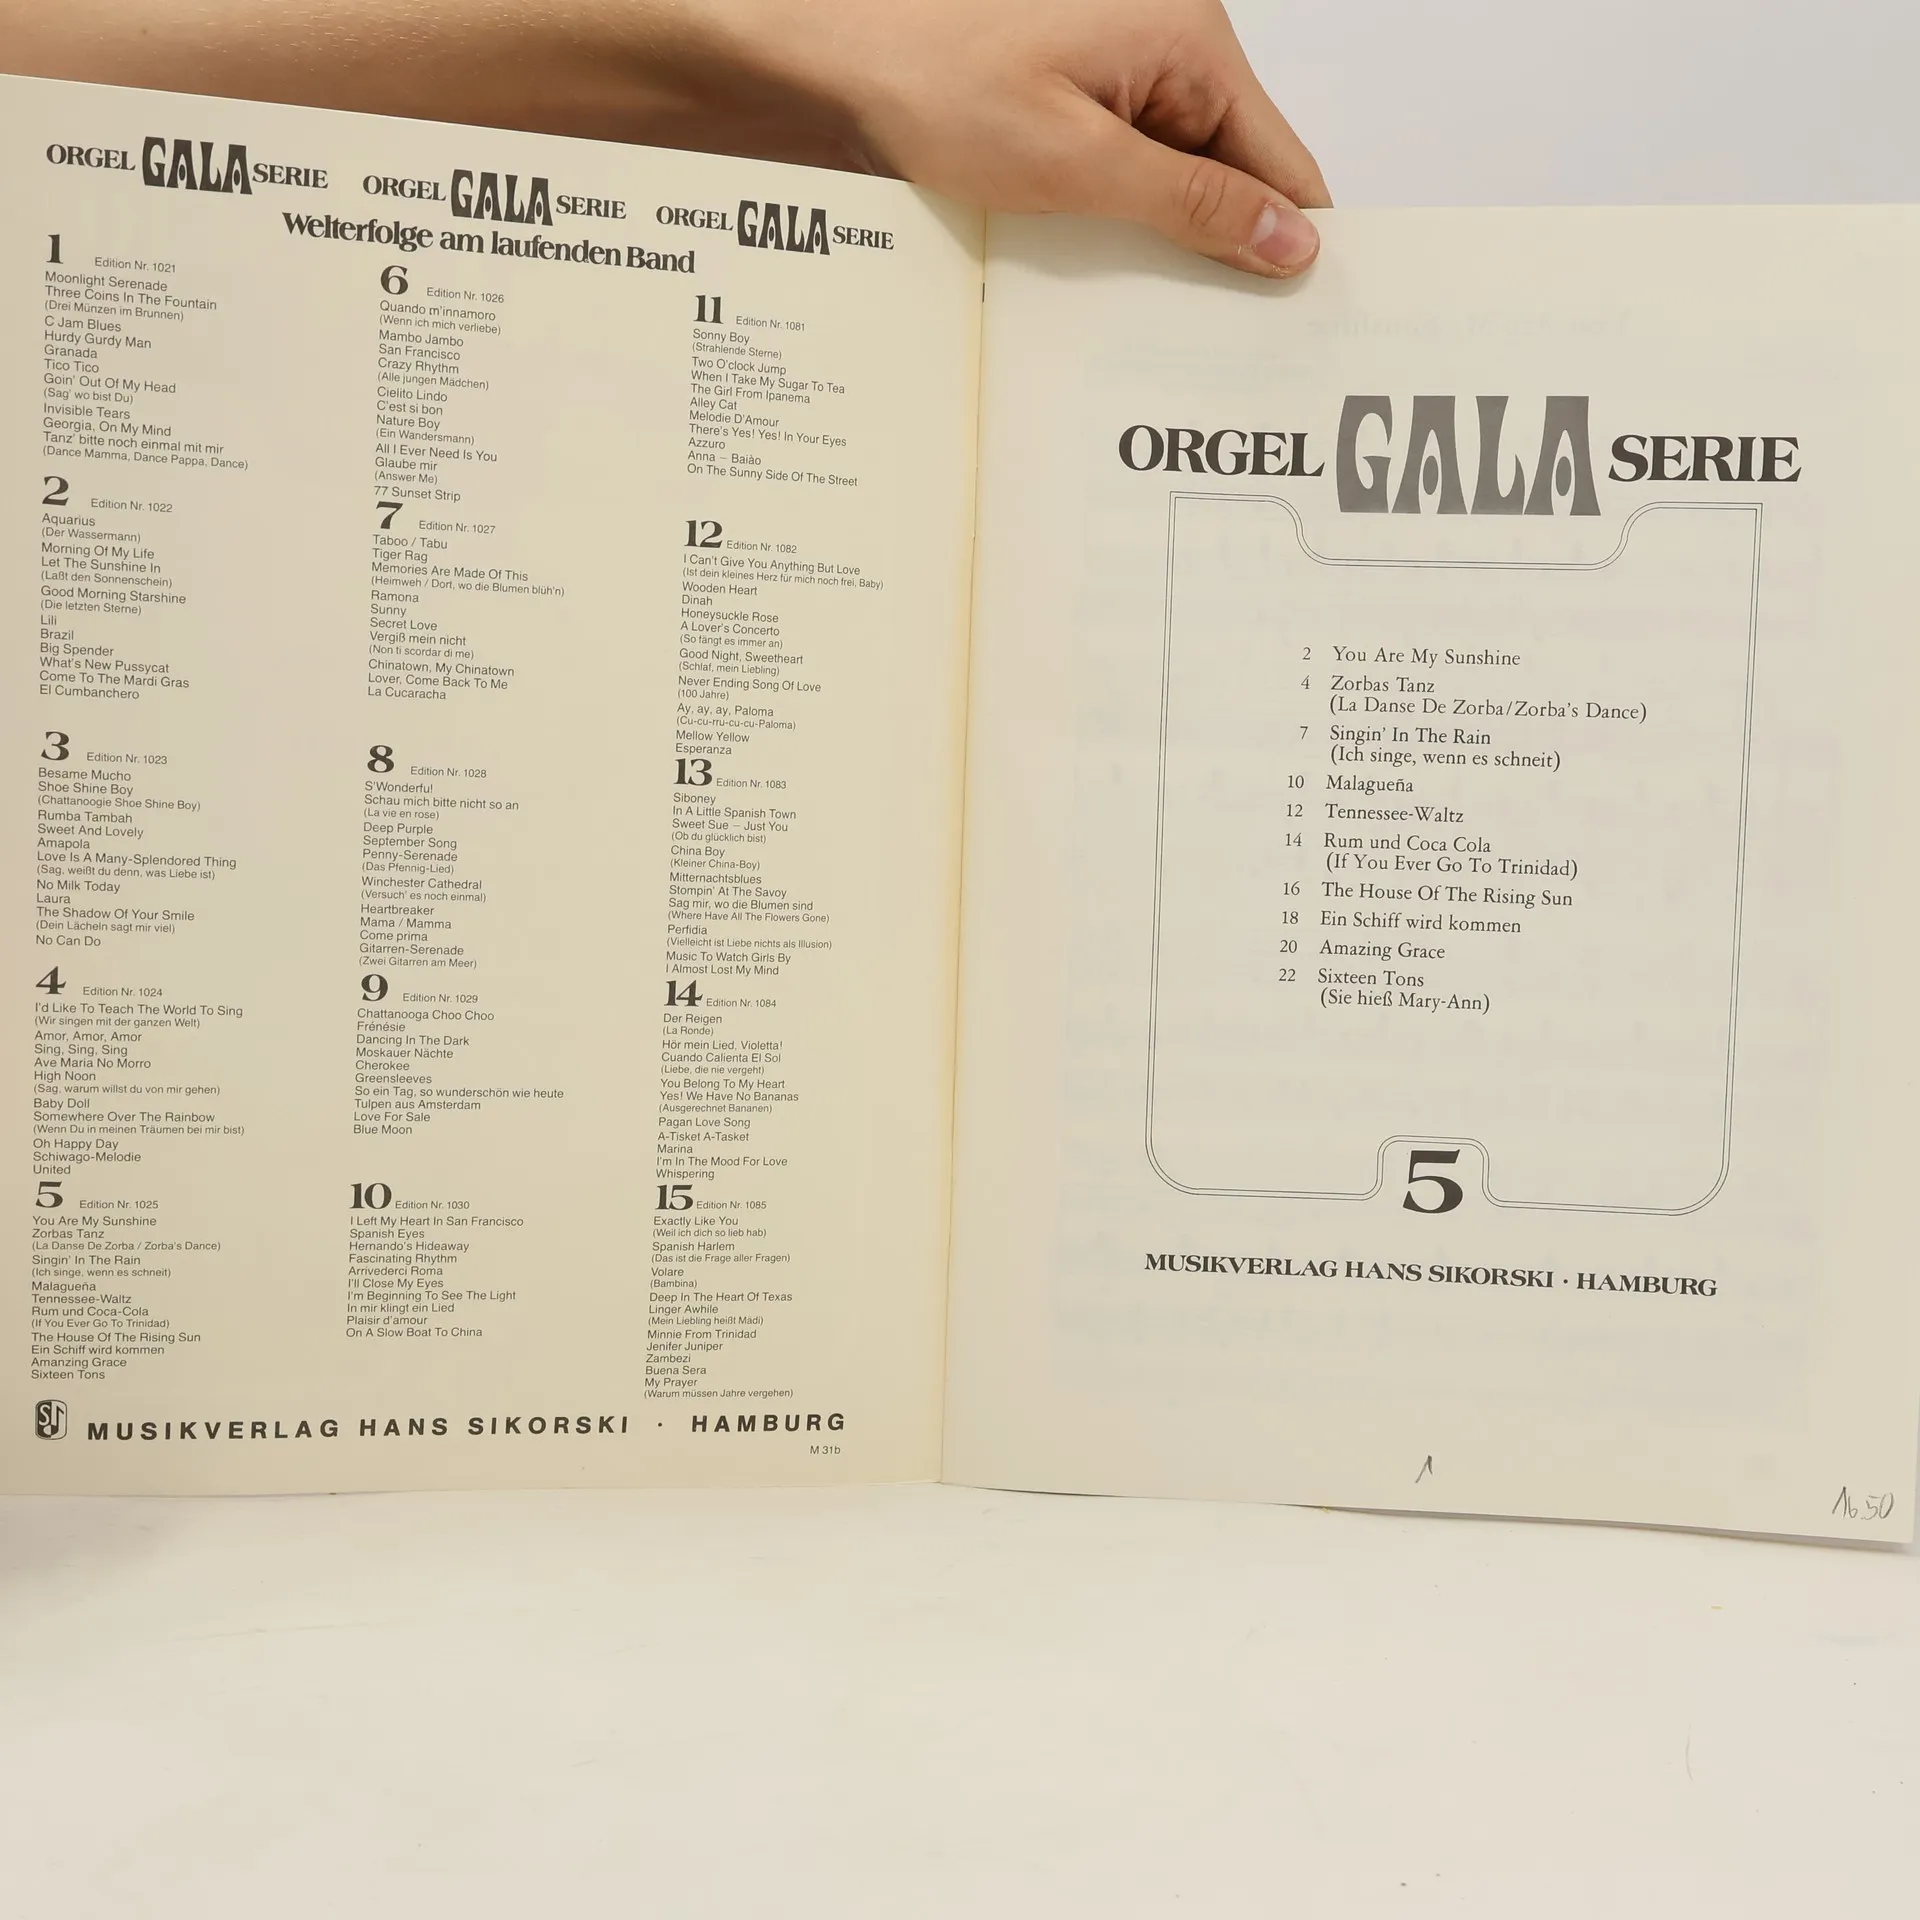 ORGEL GALA SERIE ORGEL GALA SERIE ORGEL GALA SERIE
Welterfolge am laufenden Band
1 Edition Nr. 1021
Moonlight Serenade
Three Coins In The Fountain
(Drei Münzen im Brunnen)
C Jam Blues
Hurdy Gurdy Man
Granada
Tico Tico
Goin' Out Of My Head
(Sag' wo bist Du)
Invisible Tears
Georgia, On My Mind
Tanz' bitte noch einmal mit mir
(Dance Mamma, Dance Pappa, Dance)
2 Edition Nr. 1022
Aquarius
(Der Wassermann)
Morning Of My Life
Let The Sunshine In
(Laßt den Sonnenschein)
Good Morning Starshine
(Die letzten Sterne)
Lili
Brazil
Big Spender
What's New Pussycat
Come To The Mardi Gras
El Cumbanchero
3 Edition Nr. 1023
Besame Mucho
Shoe Shine Boy
(Chattanoogie Shoe Shine Boy)
Rumba Tambah
Sweet And Lovely
Amapola
Love Is A Many-Splendored Thing
(Sag, weißt du denn, was Liebe ist)
No Milk Today
Laura
The Shadow Of Your Smile
(Dein Lächeln sagt mir viel)
No Can Do
4 Edition Nr. 1024
I'd Like To Teach The World To Sing
(Wir singen mit der ganzen Welt)
Amor, Amor, Amor
Sing, Sing, Sing
Ave Maria No Morro
High Noon
(Sag, warum willst du von mir gehen)
Baby Doll
Somewhere Over The Rainbow
(Wenn Du in meinen Träumen bei mir bist)
Oh Happy Day
Schiwago-Melodie
United
5 Edition Nr. 1025
You Are My Sunshine
Zorbas Tanz
(La Danse De Zorba / Zorba's Dance)
Singin' In The Rain
(Ich singe, wenn es schneit)
Malagueña
Tennessee-Waltz
Rum und Coca-Cola
(If You Ever Go To Trinidad)
The House Of The Rising Sun
Ein Schiff wird kommen
Amanzing Grace
Sixteen Tons
6 Edition Nr. 1026
Quando m'innamoro
(Wenn ich mich verliebe)
Mambo Jambo
San Francisco
Crazy Rhythm
(Alle jungen Mädchen)
Cielito Lindo
C'est si bon
Nature Boy
(Ein Wandersmann)
All I Ever Need Is You
Glaube mir
(Answer Me)
77 Sunset Strip
7 Edition Nr. 1027
Taboo / Tabu
Tiger Rag
Memories Are Made Of This
(Heimweh / Dort, wo die Blumen blüh'n)
Ramona
Sunny
Secret Love
Vergiß mein nicht
(Non ti scordar di me)
Chinatown, My Chinatown
Lover, Come Back To Me
La Cucaracha
8 Edition Nr. 1028
S'Wonderfu!
Schau mich bitte nicht so an
(La vie en rose)
Deep Purple
September Song
Penny-Serenade
(Das Pfennig-Lied)
Winchester Cathedral
(Versuch' es noch einmal)
Heartbreaker
Mama / Mamma
Come prima
Gitarren-Serenade
(Zwei Gitarren am Meer)
9 Edition Nr. 1029
Chattanooga Choo Choo
Frénésie
Dancing In The Dark
Moskauer Nächte
Cherokee
Greensleeves
So ein Tag, so wunderschön wie heute
Tulpen aus Amsterdam
Love For Sale
Blue Moon
10 Edition Nr. 1030
I Left My Heart In San Francisco
Spanish Eyes
Hernando's Hideaway
Fascinating Rhythm
Arrivederci Roma
I'll Close My Eyes
I'm Beginning To See The Light
In mir klingt ein Lied
Plaisir d'amour
On A Slow Boat To China
11 Edition Nr. 1081
Sonny Boy
(Strahlende Sterne)
Two O'clock Jump
When I Take My Sugar To Tea
The Girl From Ipanema
Alley Cat
Melodie D'Amour
There's Yes! Yes! In Your Eyes
Azzuro
Anna – Baião
On The Sunny Side Of The Street
12 Edition Nr. 1082
I Can't Give You Anything But Love
(Ist dein kleines Herz für mich noch frei, Baby)
Wooden Heart
Dinah
Honeysuckle Rose
A Lover's Concerto
(So fängt es immer an)
Good Night, Sweetheart
(Schlaf, mein Liebling)
Never Ending Song Of Love
(100 Jahre)
Ay, ay, ay, Paloma
(Cu-cu-rru-cu-cu-Paloma)
Mellow Yellow
Esperanza
13 Edition Nr. 1083
Siboney
In A Little Spanish Town
Sweet Sue – Just You
(Ob du glücklich bist)
China Boy
(Kleiner China-Boy)
Mitternachtsblues
Stompin' At The Savoy
Sag mir, wo die Blumen sind
(Where Have All The Flowers Gone)
Perfidia
(Vielleicht ist Liebe nichts als Illusion)
Music To Watch Girls By
I Almost Lost My Mind
14 Edition Nr. 1084
Der Reigen
(La Ronde)
Hör mein Lied, Violetta!
Cuando Calienta El Sol
(Liebe, die nie vergeht)
You Belong To My Heart
Yes! We Have No Bananas
(Ausgerechnet Bananen)
Pagan Love Song
A-Tisket A-Tasket
Marina
I'm In The Mood For Love
Whispering
15 Edition Nr. 1085
Exactly Like You
(Weil ich dich so lieb hab)
Spanish Harlem
(Das ist die Frage aller Fragen)
Volare
(Bambina)
Deep In The Heart Of Texas
Linger Awhile
(Mein Liebling heißt Mädi)
Minnie From Trinidad
Jenifer Juniper
Zambezi
Buena Sera
My Prayer
(Warum müssen Jahre vergehen)
MUSIKVERLAG HANS SIKORSKI · HAMBURG
M 31b
ORGEL GALA SERIE
2 You Are My Sunshine
4 Zorbas Tanz
(La Danse De Zorba/Zorba's Dance)
7 Singin' In The Rain
(Ich singe, wenn es schneit)
10 Malagueña
12 Tennessee-Waltz
14 Rum und Coca Cola
(If You Ever Go To Trinidad)
16 The House Of The Rising Sun
18 Ein Schiff wird kommen
20 Amazing Grace
22 Sixteen Tons
(Sie hieß Mary-Ann)
5
MUSIKVERLAG HANS SIKORSKI · HAMBURG
1
16.50